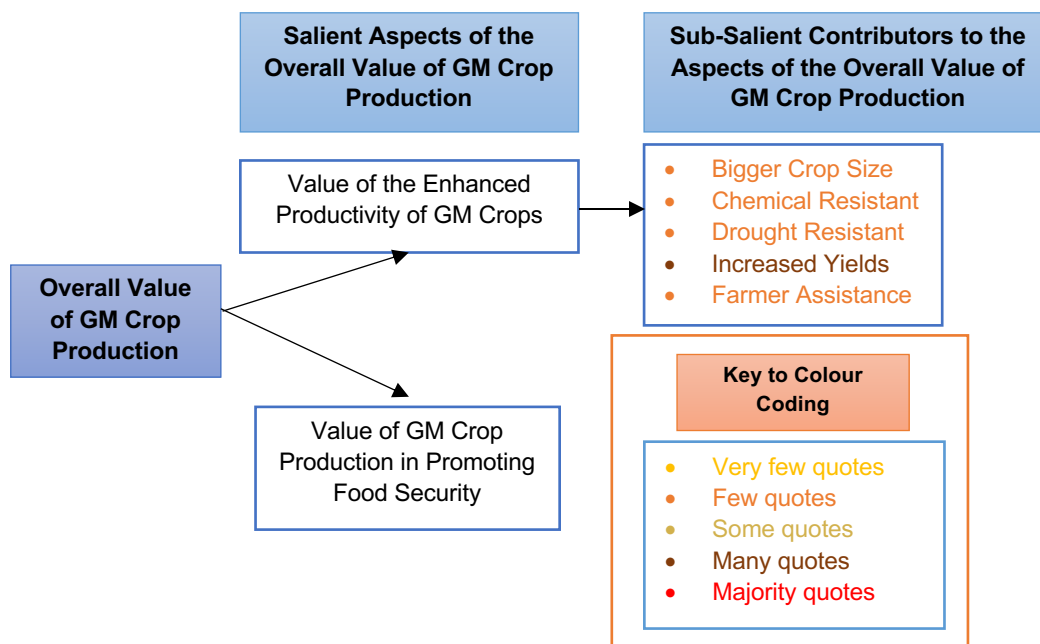 Salient Aspects of the
Overall Value of GM Crop
Production
Sub-Salient Contributors to the
Aspects of the Overall Value of
GM Crop Production
Value of the Enhanced
Productivity of GM Crops
• Bigger Crop Size
• Chemical Resistant
• Drought Resistant
• Increased Yields
• Farmer Assistance
Overall Value
of GM Crop
Production
Value of GM Crop
Production in Promoting
Food Security
Key to Colour
Coding
• Very few quotes
• Few quotes
• Some quotes
• Many quotes
• Majority quotes